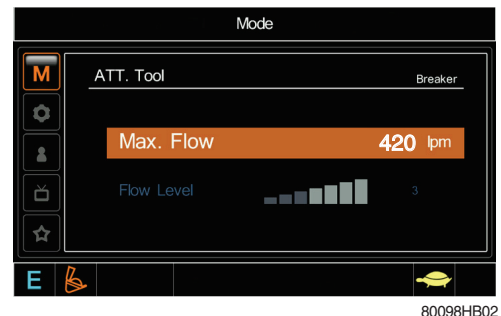 Mode
M
ATT. Tool Breaker
Max. Flow 420 lpm
Flow Level 3
E
80098HB02